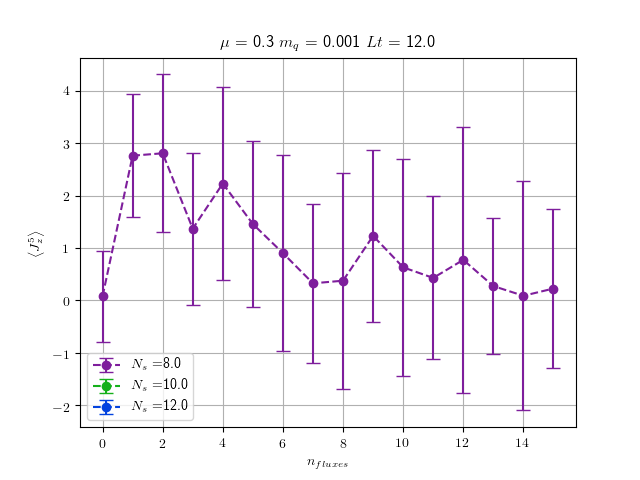 μ = 0.3 m_q = 0.001 Lt = 12.0
⟨J_z^5⟩
4
3
2
1
0
−1
−2
N_s =8.0
N_s =10.0
N_s =12.0
0 2 4 6 8 10 12 14
n_fluxes